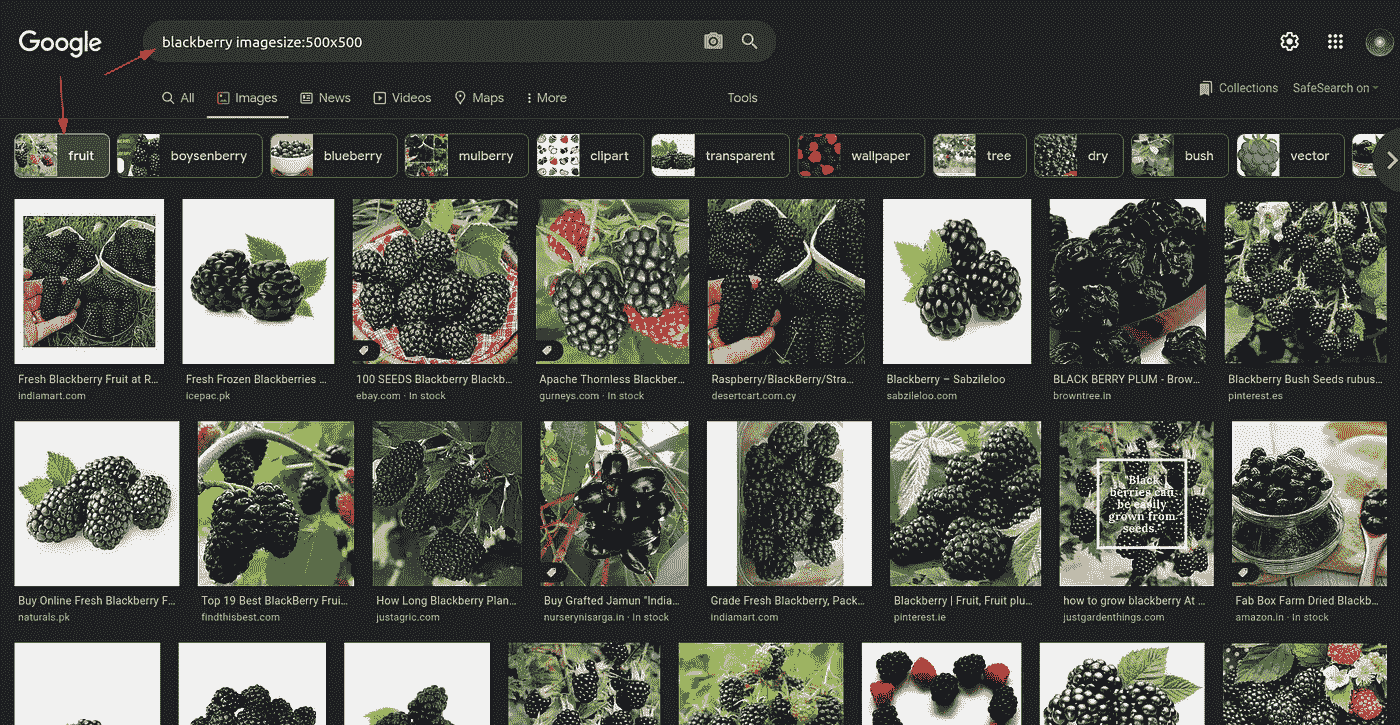 Google
blackberry imagesize:500x500
Collections
SafeSearch on
All
Images
News
Videos
Maps
More
Tools
fruit
boysenberry
blueberry
mulberry
clipart
transparent
wallpaper
tree
dry
bush
vector
Fresh Blackberry Fruit at R...
indiamart.com
Fresh Frozen Blackberries ...
icepac.pk
100 SEEDS Blackberry Blackb...
ebay.com · In stock
Apache Thornless Blackber...
gurneys.com · In stock
Raspberry/BlackBerry/Stra...
desertcart.com.cy
Blackberry – Sabzileloo
sabzileloo.com
BLACK BERRY PLUM - Brow...
browntree.in
Blackberry Bush Seeds rubus...
pinterest.es
"Black
berries can
be easily
grown from
seeds."
Buy Online Fresh Blackberry F...
naturals.pk
Top 19 Best BlackBerry Frui...
findthisbest.com
How Long Blackberry Plan...
justagric.com
Buy Grafted Jamun "India...
nurserynisarga.in · In stock
Grade Fresh Blackberry, Pack...
indiamart.com
Blackberry | Fruit, Fruit plu...
pinterest.ie
how to grow blackberry At ...
justgardenthings.com
Fab Box Farm Dried Blackb...
amazon.in · In stock